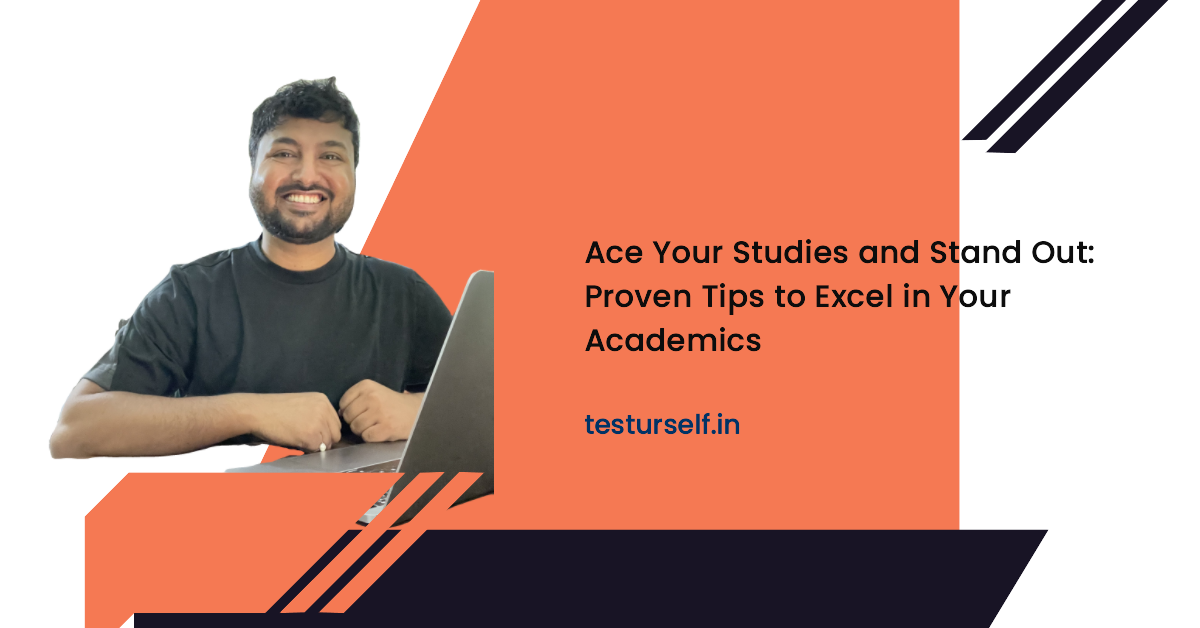 Ace Your Studies and Stand Out:
Proven Tips to Excel in Your
Academics
testurself.in